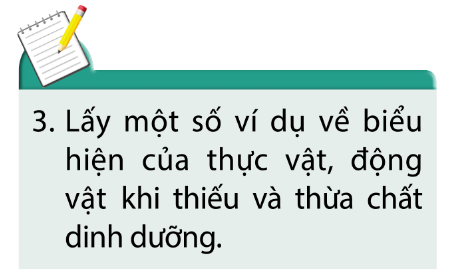 3. Lấy một số ví dụ về biểu
hiện của thực vật, động
vật khi thiếu và thừa chất
dinh dưỡng.